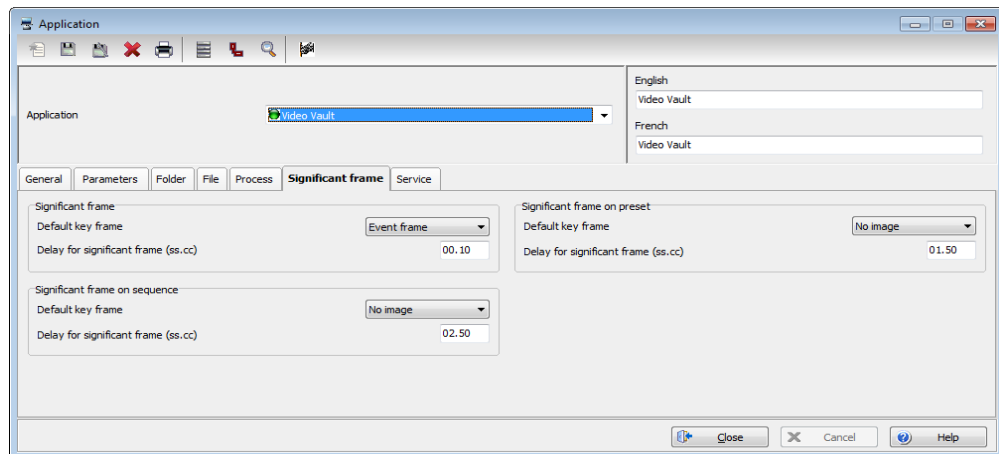 Application
English
Video Vault
Application
Video Vault
French
Video Vault
General
Parameters
Folder
File
Process
Significant frame
Service
Significant frame
Default key frame
Event frame
Delay for significant frame (ss.cc)
00.10
Significant frame on preset
Default key frame
No image
Delay for significant frame (ss.cc)
01.50
Significant frame on sequence
Default key frame
No image
Delay for significant frame (ss.cc)
02.50
Close
Cancel
Help